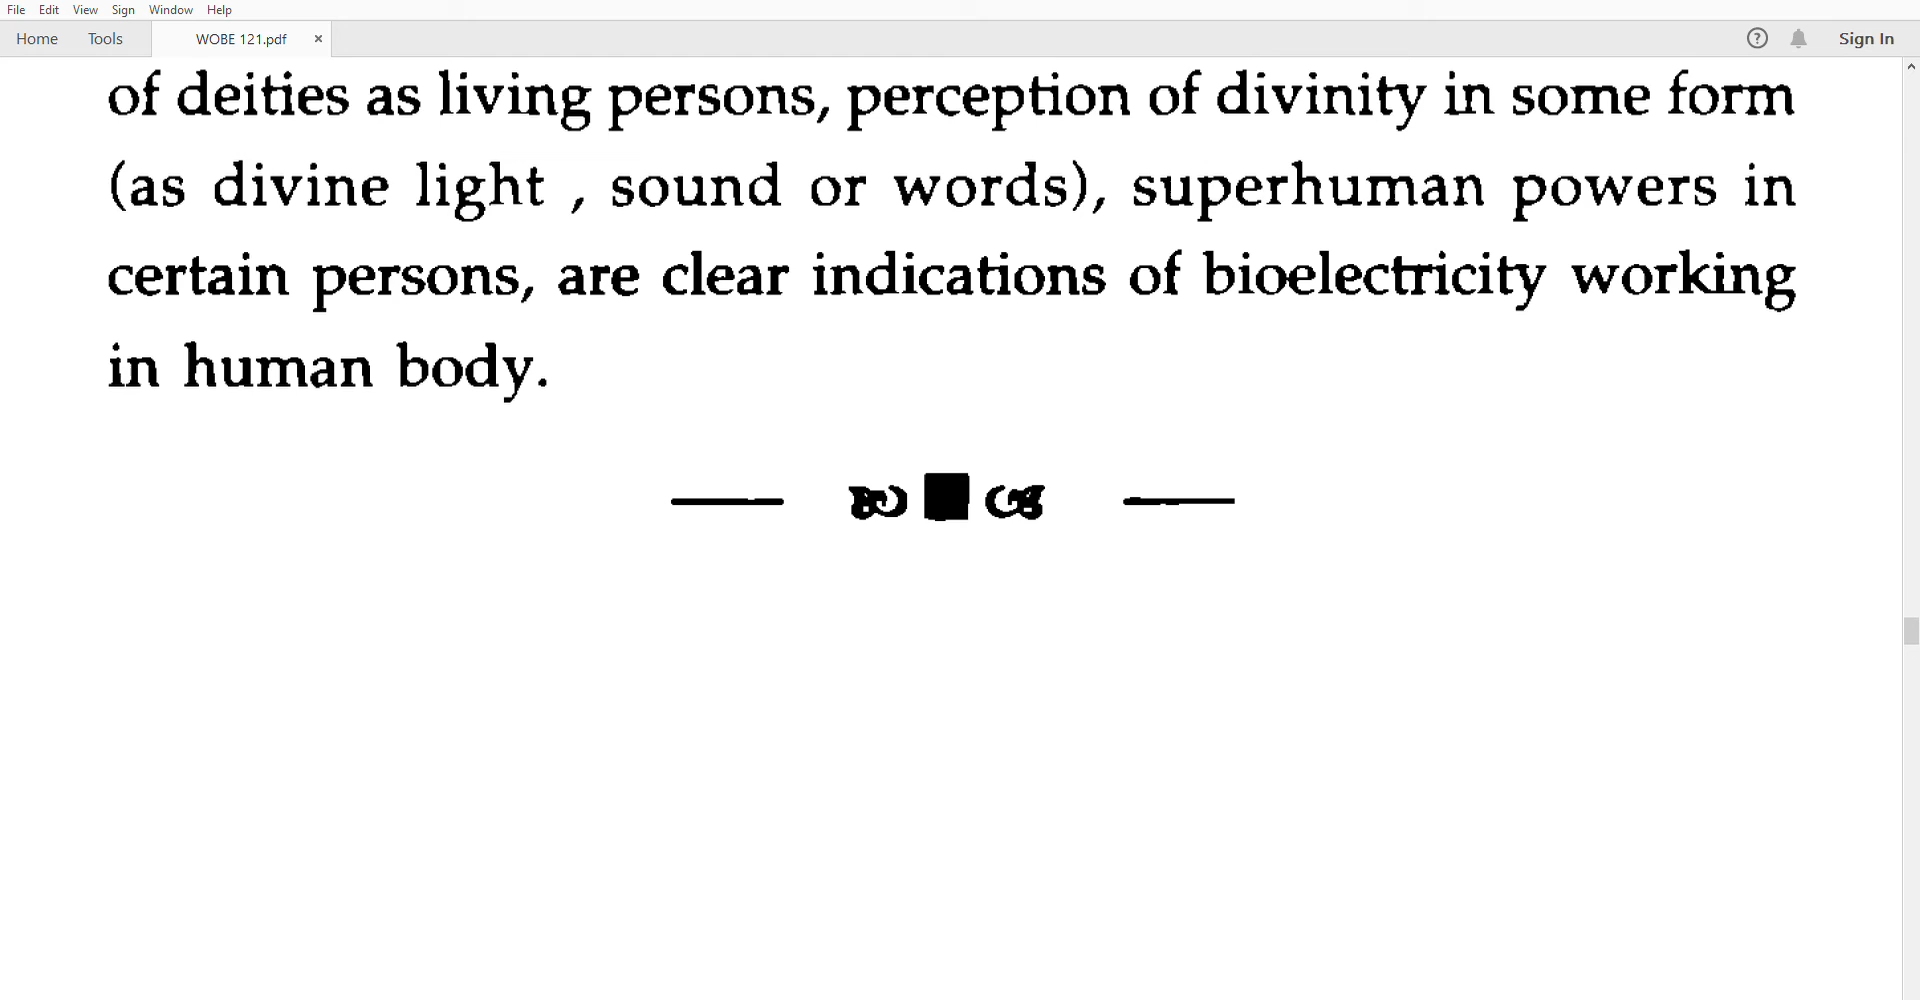 File Edit View Sign Window Help
Home Tools WOBE 121.pdf × ? Sign In
of deities as living persons, perception of divinity in some form
(as divine light , sound or words), superhuman powers in
certain persons, are clear indications of bioelectricity working
in human body.